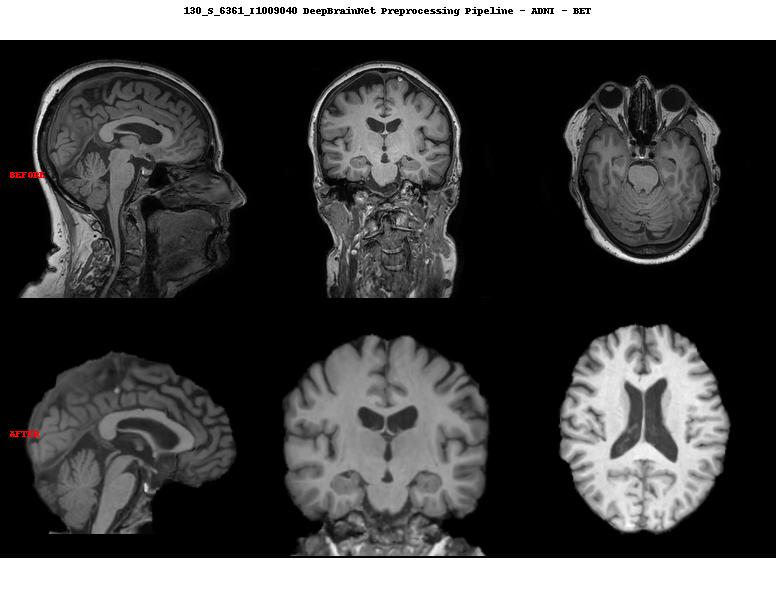 130_S_6361_I1009040 DeepBrainNet Preprocessing Pipeline - ADNI - BET
BEFORE
AFTER